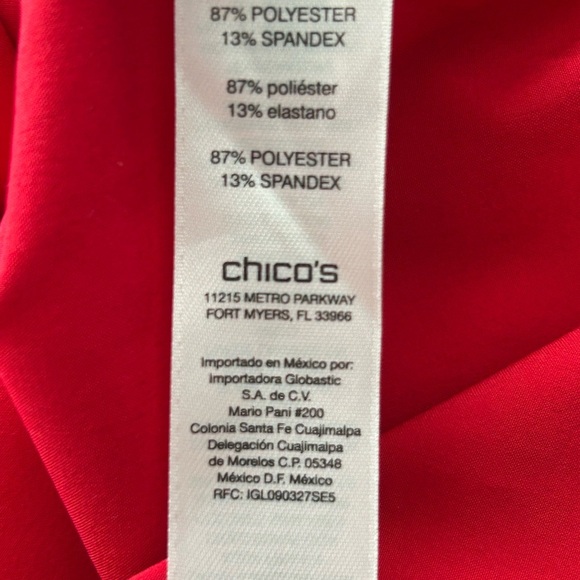 87% POLYESTER
13% SPANDEX
87% poliéster
13% elastano
87% POLYESTER
13% SPANDEX
chico's
11215 METRO PARKWAY
FORT MYERS, FL 33966
Importado en México por:
Importadora Globastic
S.A. de C.V.
Mario Pani #200
Colonia Santa Fe Cuajimalpa
Delegación Cuajimalpa
de Morelos C.P. 05348
México D.F. México
RFC: IGL090327SE5